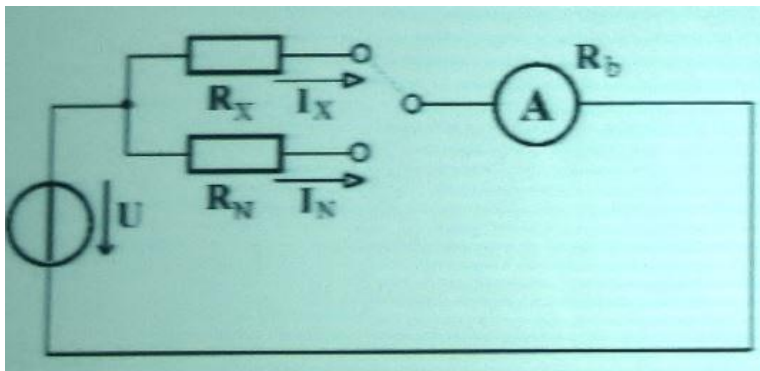 R_b
A
R_X I_X
R_N I_N
U